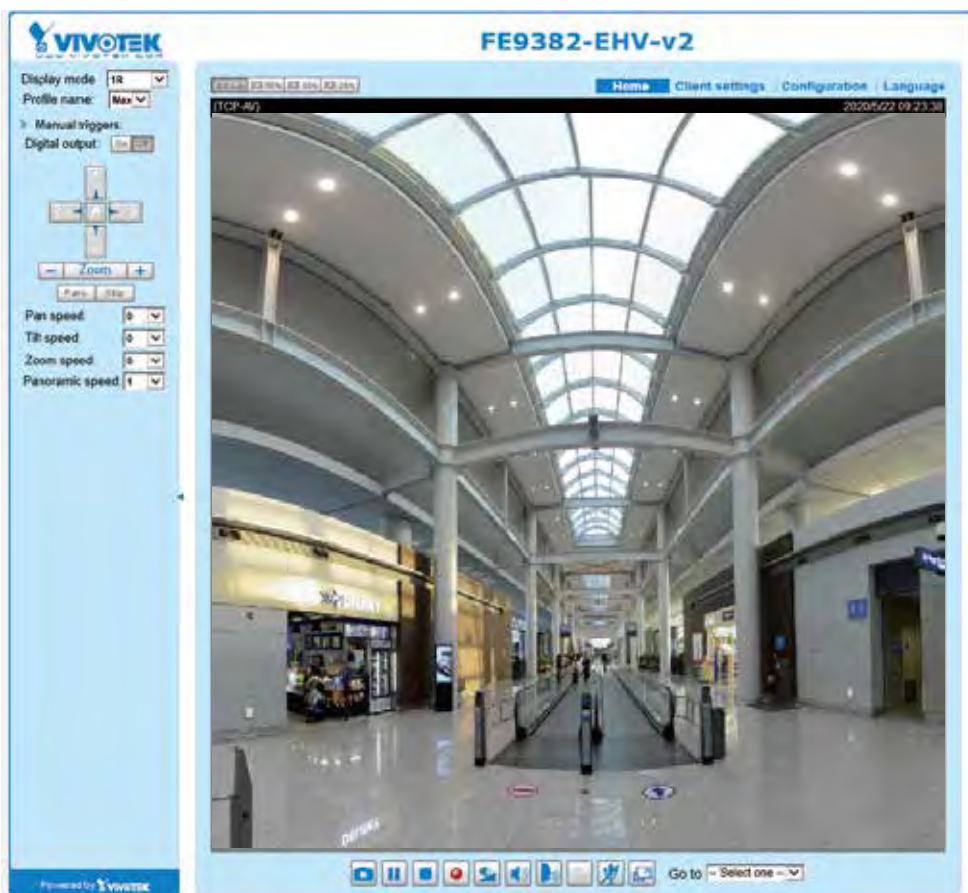 VIVOTEK
FE9382-EHV-v2
Display mode 1R
Profile name: Max
Manual triggers:
Digital output:
Zoom
Pan speed 0
Tilt speed 0
Zoom speed 0
Panoramic speed 1
Home Client settings Configuration Language
(TCP-AV) 2020/5/22 09:23:38
Go to -- Select one --
Powered by VIVOTEK